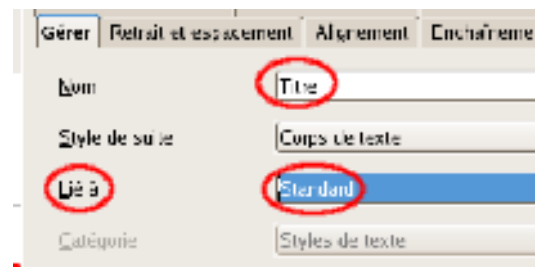 Gérer Retrait et espacement Alignement Enchaîneme
Nom Titre
Style de suite Corps de texte
Lié à Standard
Catégorie Styles de texte